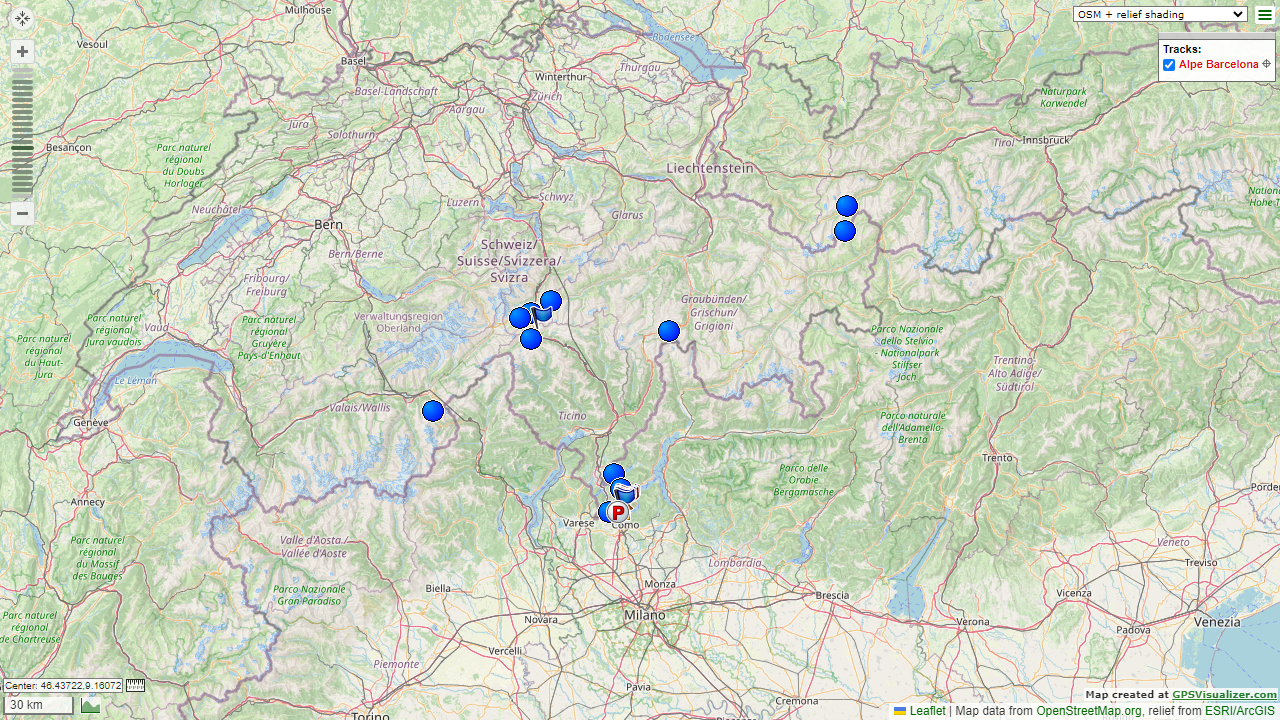 Mulhouse
Vesoul
Basel
Winterthur
Bodensee
Thurgau
Zürich
Basel-Landschaft
Aargau
Jura
Solothurn
Besançon
Parc naturel
régional
du Doubs
Horloger
Neuchâtel
Bern
Bern/Berne
Luzern
Schwyz
Glarus
Liechtenstein
Schweiz/
Suisse/Svizzera/
Svizra
Tirol
Innsbruck
Naturpark
Karwendel
Fribourg/
Freiburg
Verwaltungsregion
Oberland
Graubünden/
Grischun/
Grigioni
Parco Nazionale
dello Stelvio
- Nationalpark
Stilfser
Joch
Parc naturel
régional
Jura vaudois
Vaud
Parc naturel
régional
Gruyère
Pays-d'Enhaut
Parc naturel
régional
du Haut-
Jura
Le Léman
Genève
Valais/Wallis
Ticino
Trentino-
Alto Adige/
Südtirol
Parco naturale
dell'Adamello-
Brenta
Trento
Parco delle
Orobie
Bergamasche
Annecy
Parc naturel
régional
du Massif
des Bauges
Parc naturel
régional
de Chartreuse
Valle d'Aosta/
Vallée d'Aoste
Parco Nazionale
Gran Paradiso
Biella
Varese
Como
P
Lombardia
Monza
Milano
Novara
Vercelli
Piemonte
Pavia
Torino
Cremona
Brescia
Verona
Vicenza
Padova
Veneto
Treviso
Venezia
OSM + relief shading
Tracks:
Alpe Barcelona
Center: 46.43722,9.16072
30 km
Map created at GPSVisualizer.com
Leaflet | Map data from OpenStreetMap.org, relief from ESRI/ArcGIS